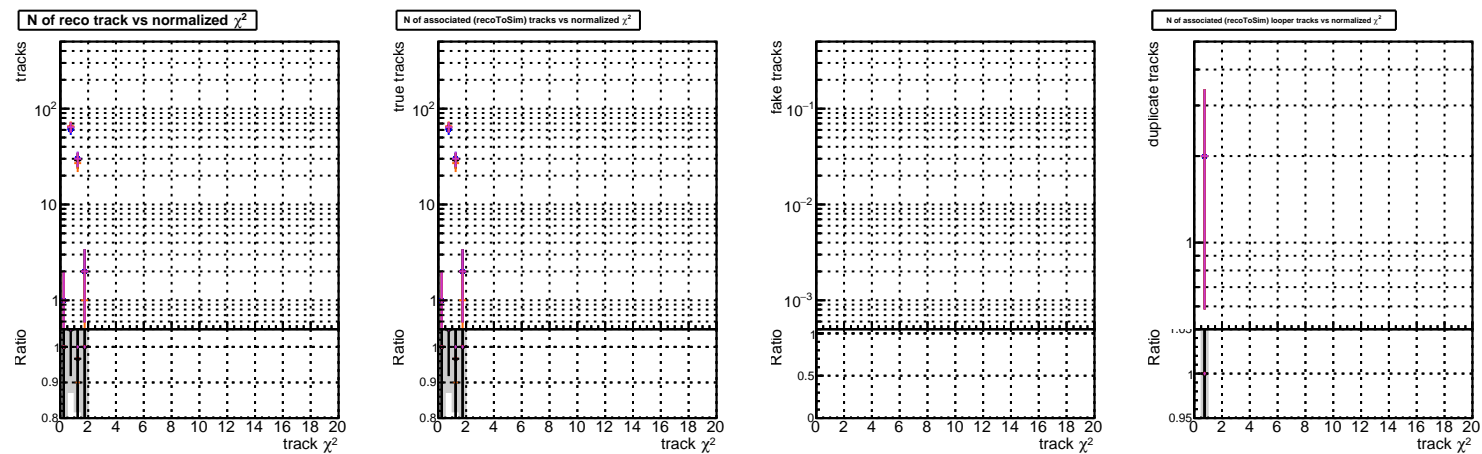 N of reco track vs normalized χ²
tracks
10²
10
1
Ratio
1
0.9
0.8
0 2 4 6 8 10 12 14 16 18 20
track χ²
N of associated (recoToSim) tracks vs normalized χ²
true tracks
10²
10
1
Ratio
1
0.9
0.8
0 2 4 6 8 10 12 14 16 18 20
track χ²
fake tracks
10⁻¹
10⁻²
10⁻³
Ratio
1
0.5
0
0 2 4 6 8 10 12 14 16 18 20
track χ²
N of associated (recoToSim) looper tracks vs normalized χ²
duplicate tracks
1
Ratio
1.05
1
0.95
0 2 4 6 8 10 12 14 16 18 20
track χ²